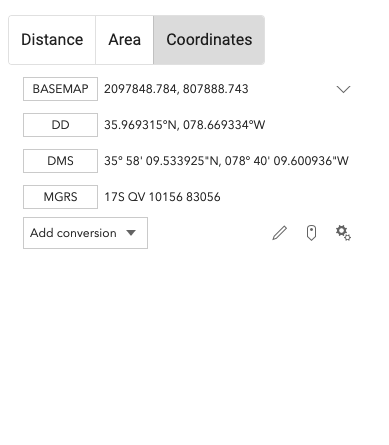 Distance Area Coordinates
BASEMAP 2097848.784, 807888.743
DD 35.969315°N, 078.669334°W
DMS 35° 58' 09.533925"N, 078° 40' 09.600936"W
MGRS 17S QV 10156 83056
Add conversion